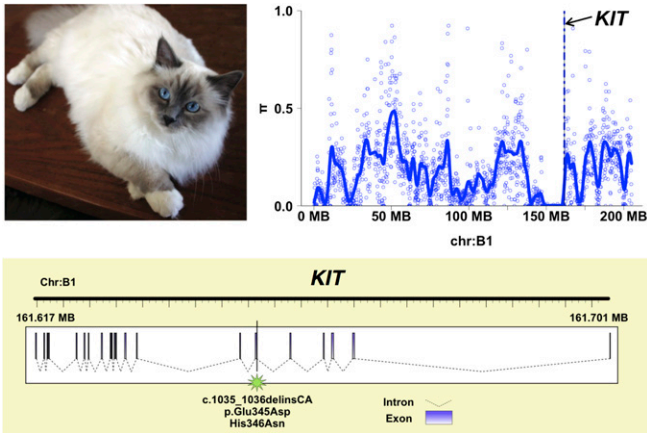 1.0
KIT
π
0.5
0.0
0 MB 50 MB 100 MB 150 MB 200 MB
chr:B1
Chr:B1
KIT
161.617 MB
161.701 MB
c.1035_1036delinsCA
p.Glu345Asp
His346Asn
Intron
Exon